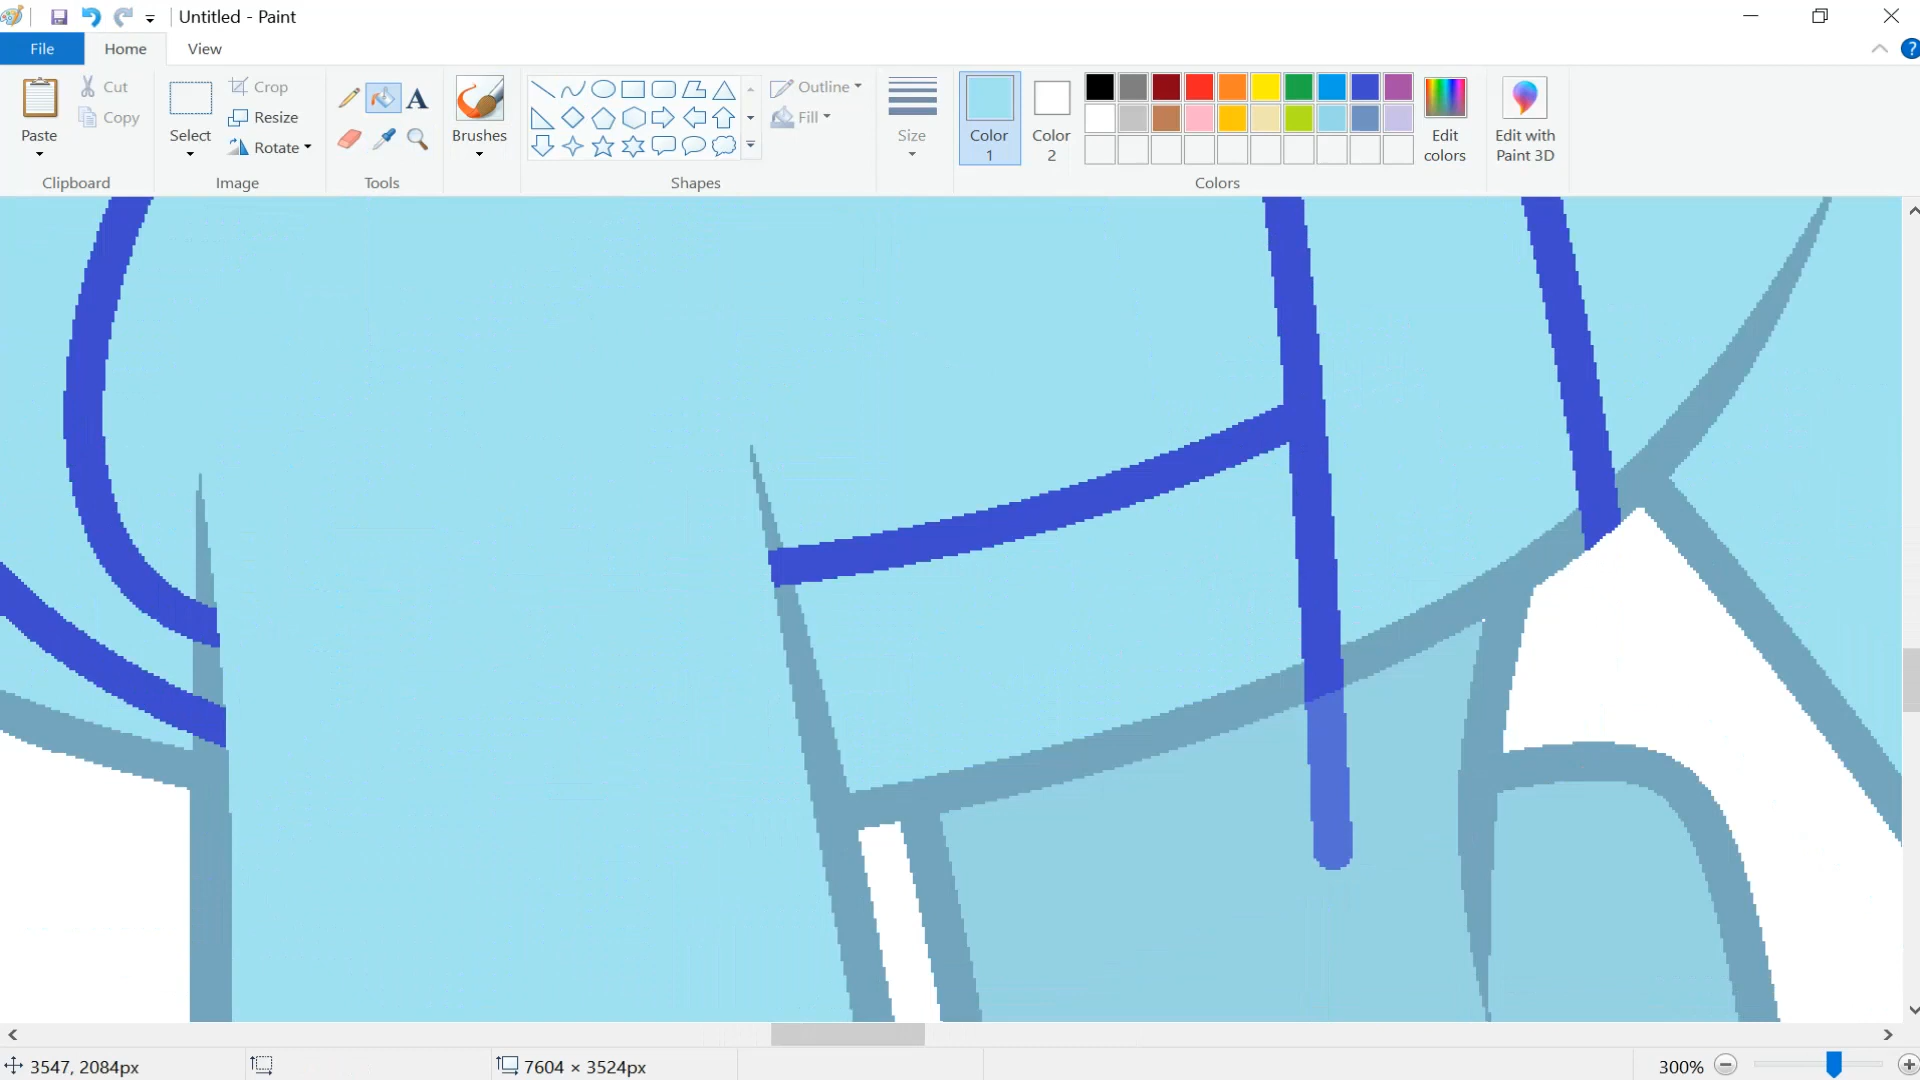 Untitled - Paint
File Home View ?
Paste
Cut
Copy
Clipboard
Select
Crop
Resize
Rotate
Image
A
Tools
Brushes
Outline
Fill
Shapes
Size
Color
1
Color
2
Edit
colors
Colors
Edit with
Paint 3D
3547, 2084px
7604 × 3524px
300%